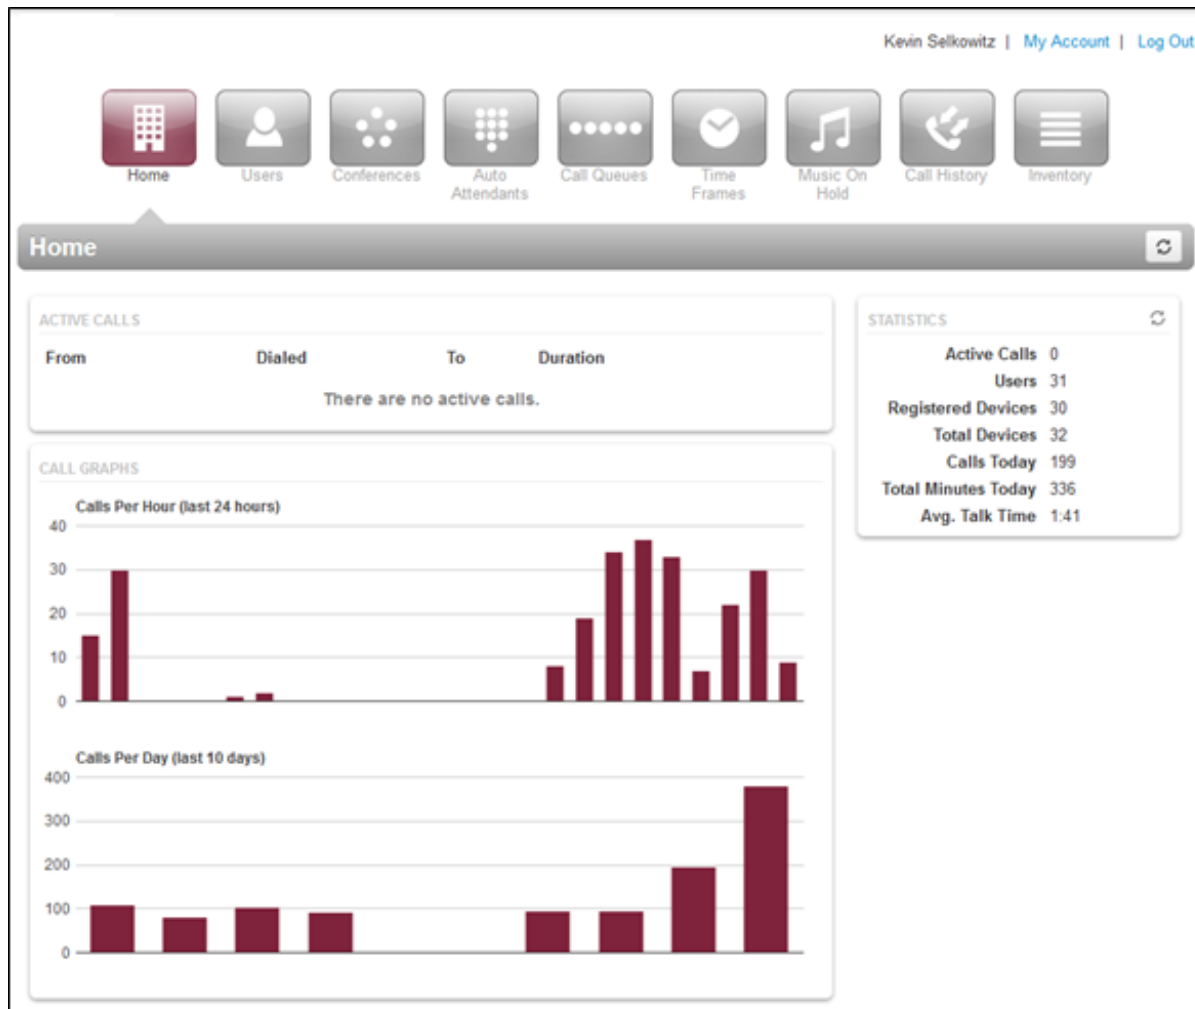 Kevin Selkowitz | My Account | Log Out
Home
Users
Conferences
Auto Attendants
Call Queues
Time Frames
Music On Hold
Call History
Inventory
Home
ACTIVE CALLS
From Dialed To Duration
There are no active calls.
STATISTICS
Active Calls 0
Users 31
Registered Devices 30
Total Devices 32
Calls Today 199
Total Minutes Today 336
Avg. Talk Time 1:41
CALL GRAPHS
Calls Per Hour (last 24 hours)
40
30
20
10
0
Calls Per Day (last 10 days)
400
300
200
100
0